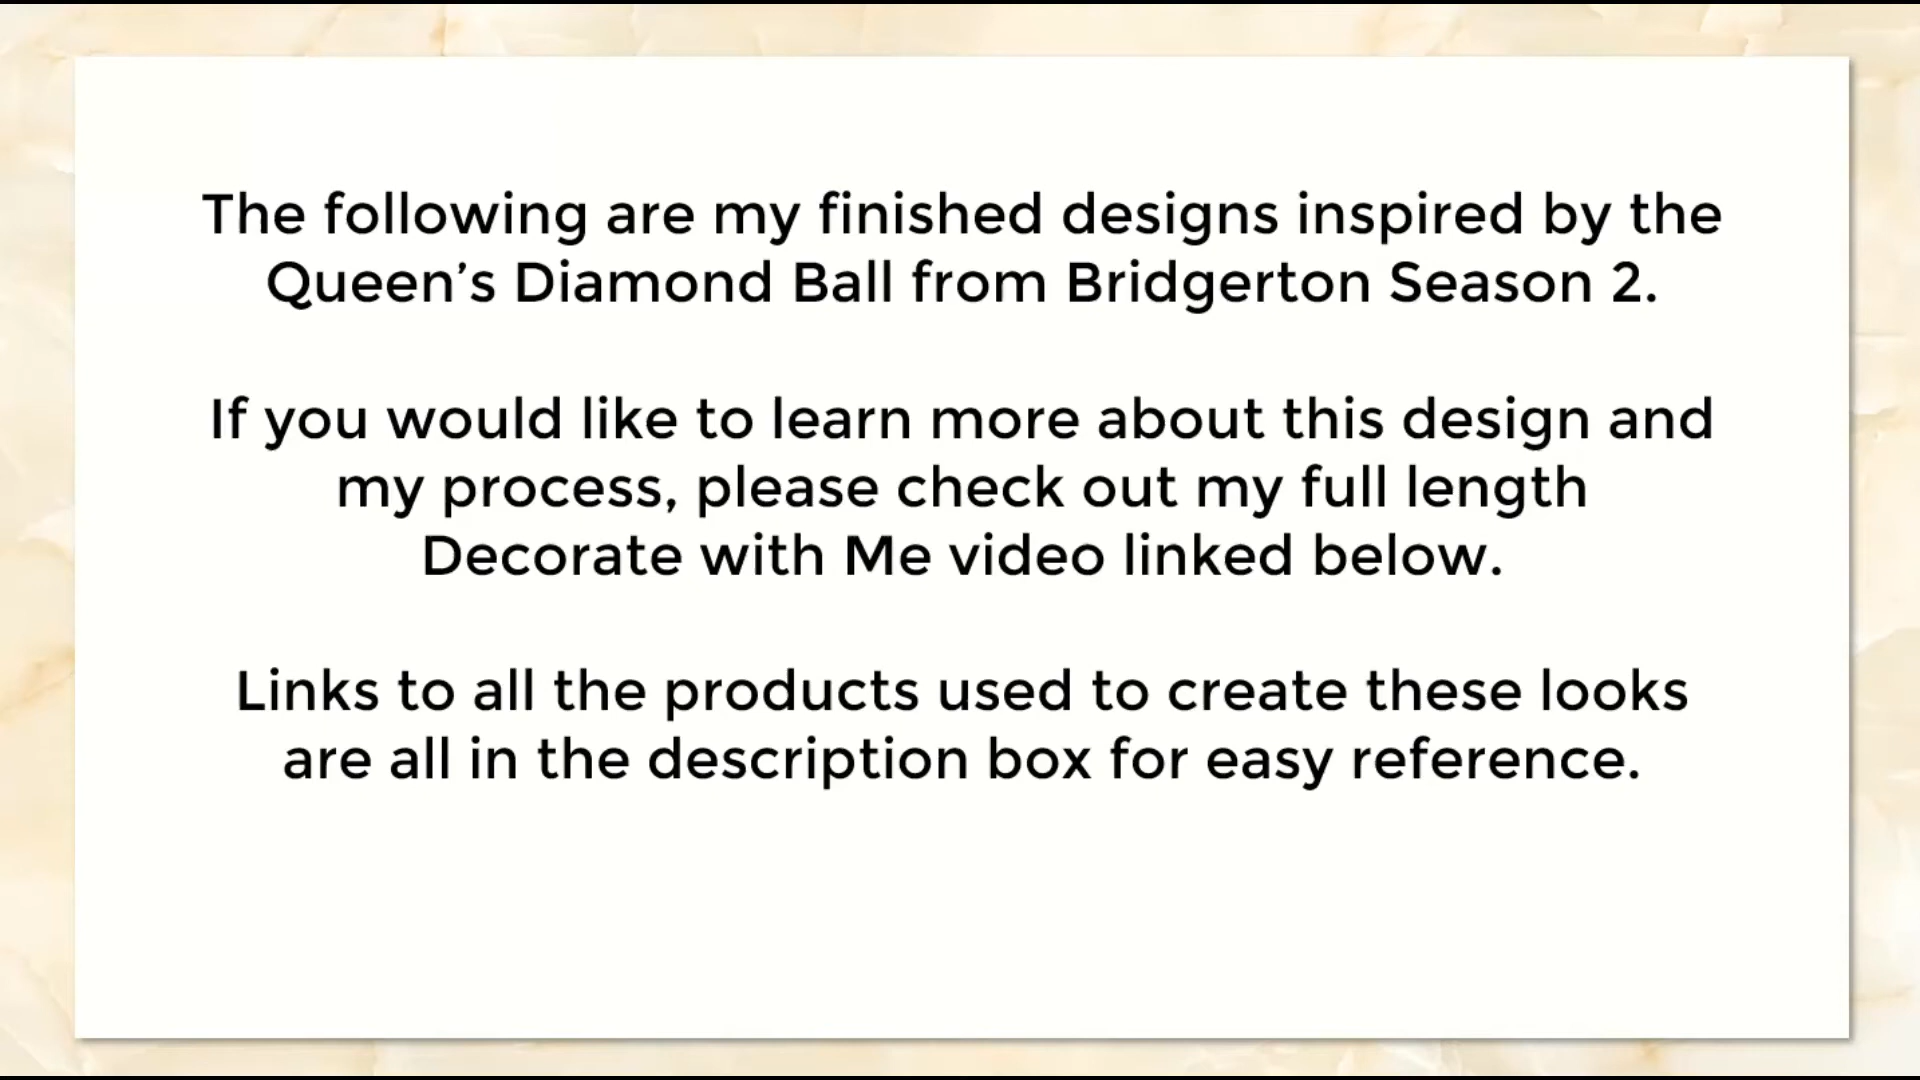 The following are my finished designs inspired by the
Queen’s Diamond Ball from Bridgerton Season 2.
If you would like to learn more about this design and
my process, please check out my full length
Decorate with Me video linked below.
Links to all the products used to create these looks
are all in the description box for easy reference.